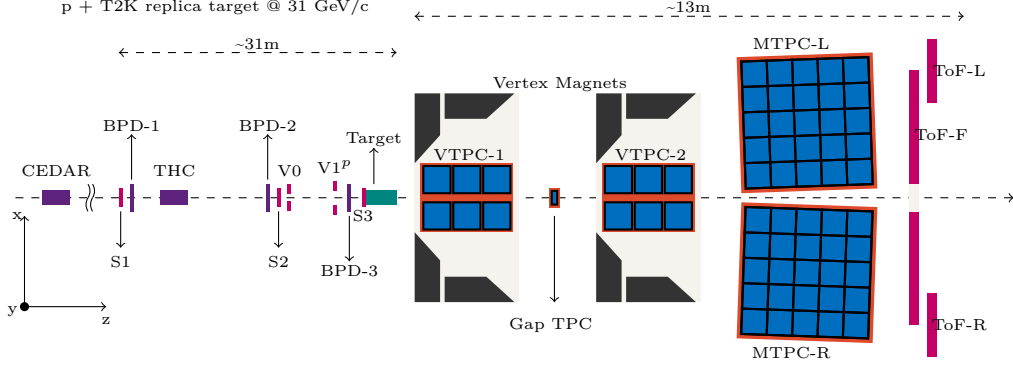 p + T2K replica target @ 31 GeV/c
~13m
~31m
MTPC-L
ToF-L
Vertex Magnets
BPD-1
BPD-2
Target
ToF-F
VTPC-1
VTPC-2
CEDAR
THC
V0
V1ᵖ
x
S3
S1
S2
BPD-3
y
z
Gap TPC
ToF-R
MTPC-R